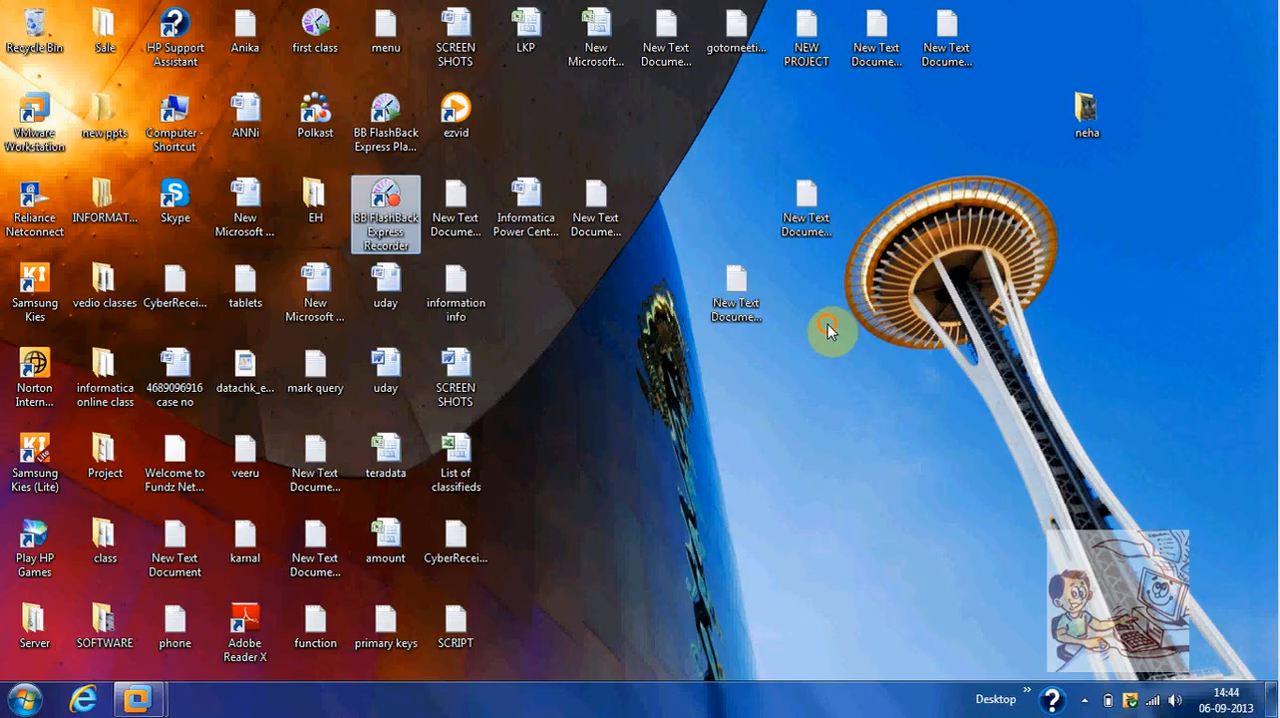 Recycle Bin
Sale
HP Support
Assistant
Anika
first class
menu
SCREEN
SHOTS
LKP
New
Microsoft...
New Text
Docume...
gotomeeti...
NEW
PROJECT
New Text
Docume...
New Text
Docume...
VMware
Workstation
new ppts
Computer -
Shortcut
ANNi
Polkast
BB FlashBack
Express Pla...
ezvid
neha
Reliance
Netconnect
INFORMAT...
Skype
New
Microsoft ...
EH
BB FlashBack
Express
Recorder
New Text
Docume...
Informatica
Power Cent...
New Text
Docume...
New Text
Docume...
Samsung
Kies
vedio classes
CyberRecei...
tablets
New
Microsoft ...
uday
information
info
New Text
Docume...
Norton
Intern...
informatica
online class
4689096916
case no
datachk_e...
mark query
uday
SCREEN
SHOTS
Samsung
Kies (Lite)
Project
Welcome to
Fundz Net...
veeru
New Text
Docume...
teradata
List of
classifieds
Play HP
Games
class
New Text
Document
kamal
New Text
Docume...
amount
CyberRecei...
Server
SOFTWARE
phone
Adobe
Reader X
function
primary keys
SCRIPT
Desktop
14:44
06-09-2013